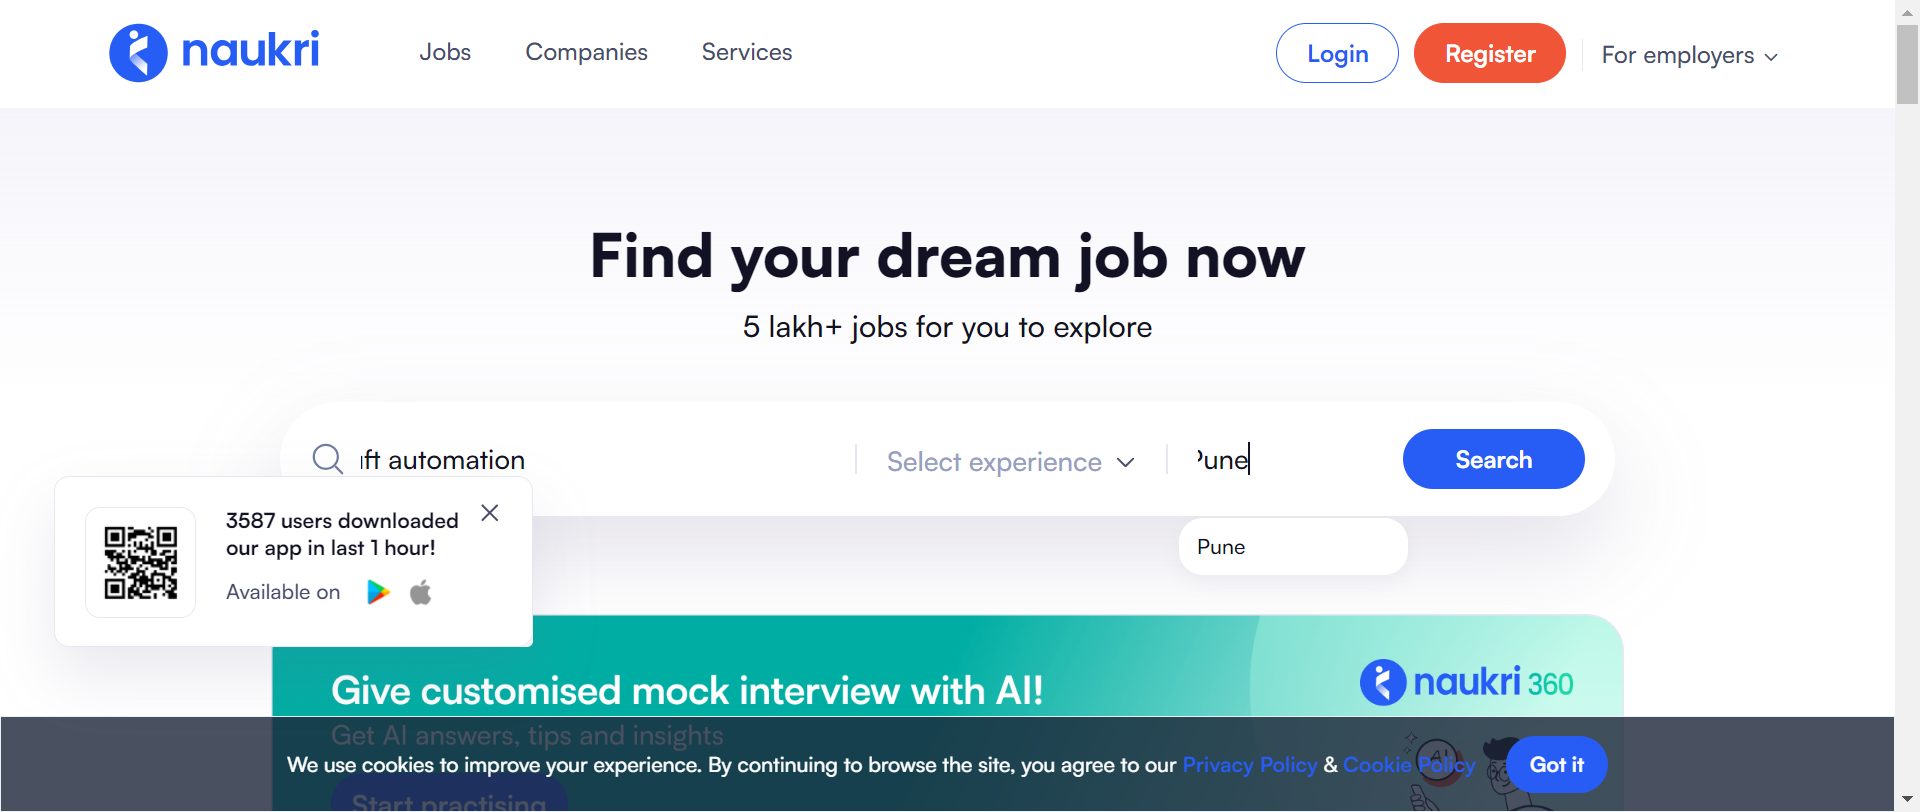 naukri
Jobs Companies Services
Login Register For employers
Find your dream job now
5 lakh+ jobs for you to explore
automation Select experience Pune Search
Pune
3587 users downloaded
our app in last 1 hour!
Available on
Give customised mock interview with AI!
naukri 360
Get AI answers, tips and insights
AI
We use cookies to improve your experience. By continuing to browse the site, you agree to our Privacy Policy & Cookie Policy Got it
Start practising